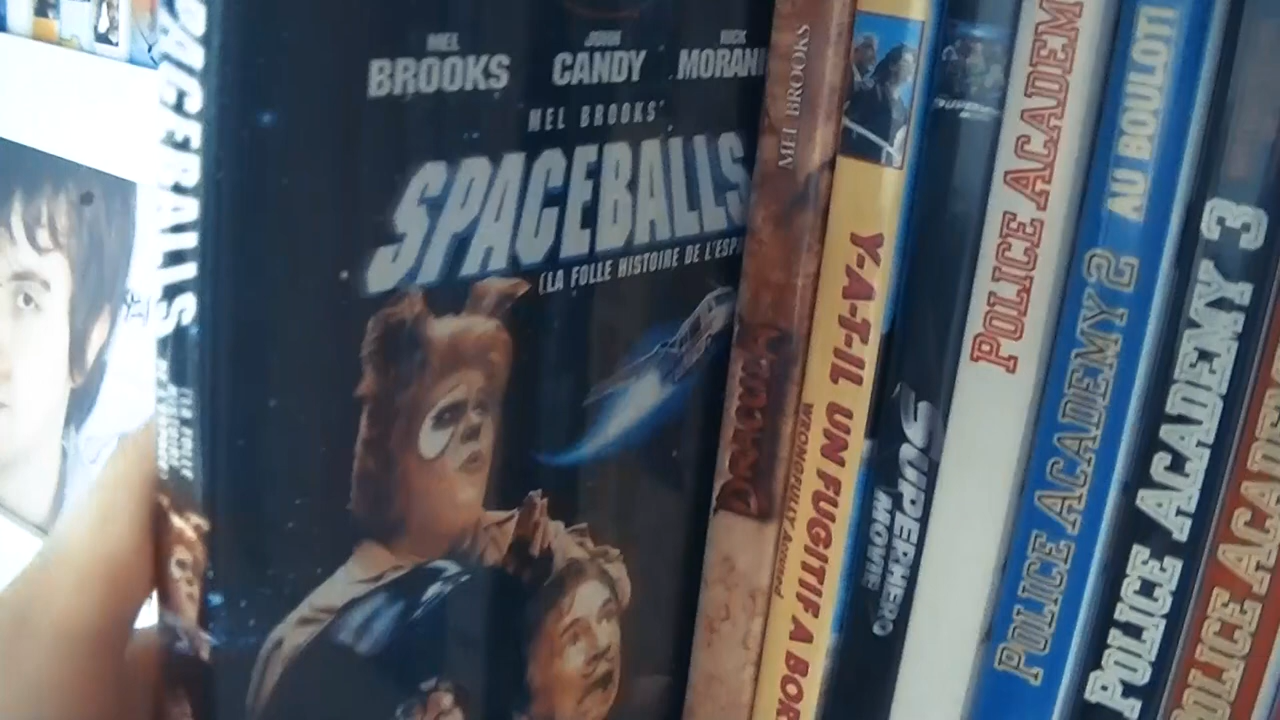 SPACEBALLS
MEL BROOKS
JOHN CANDY
RICK MORANI
MEL BROOKS'
SPACEBALLS
(LA FOLLE HISTOIRE DE L'ESP
MEL BROOKS
DRACULA
Y-A-T-IL UN FUGITIF A BOR
WRONGFULLY Accused
SUPERHERO
MOVIE
POLICE ACADEM
POLICE ACADEMY 2 AU BOULOT!
POLICE ACADEMY 3
POLICE ACADE